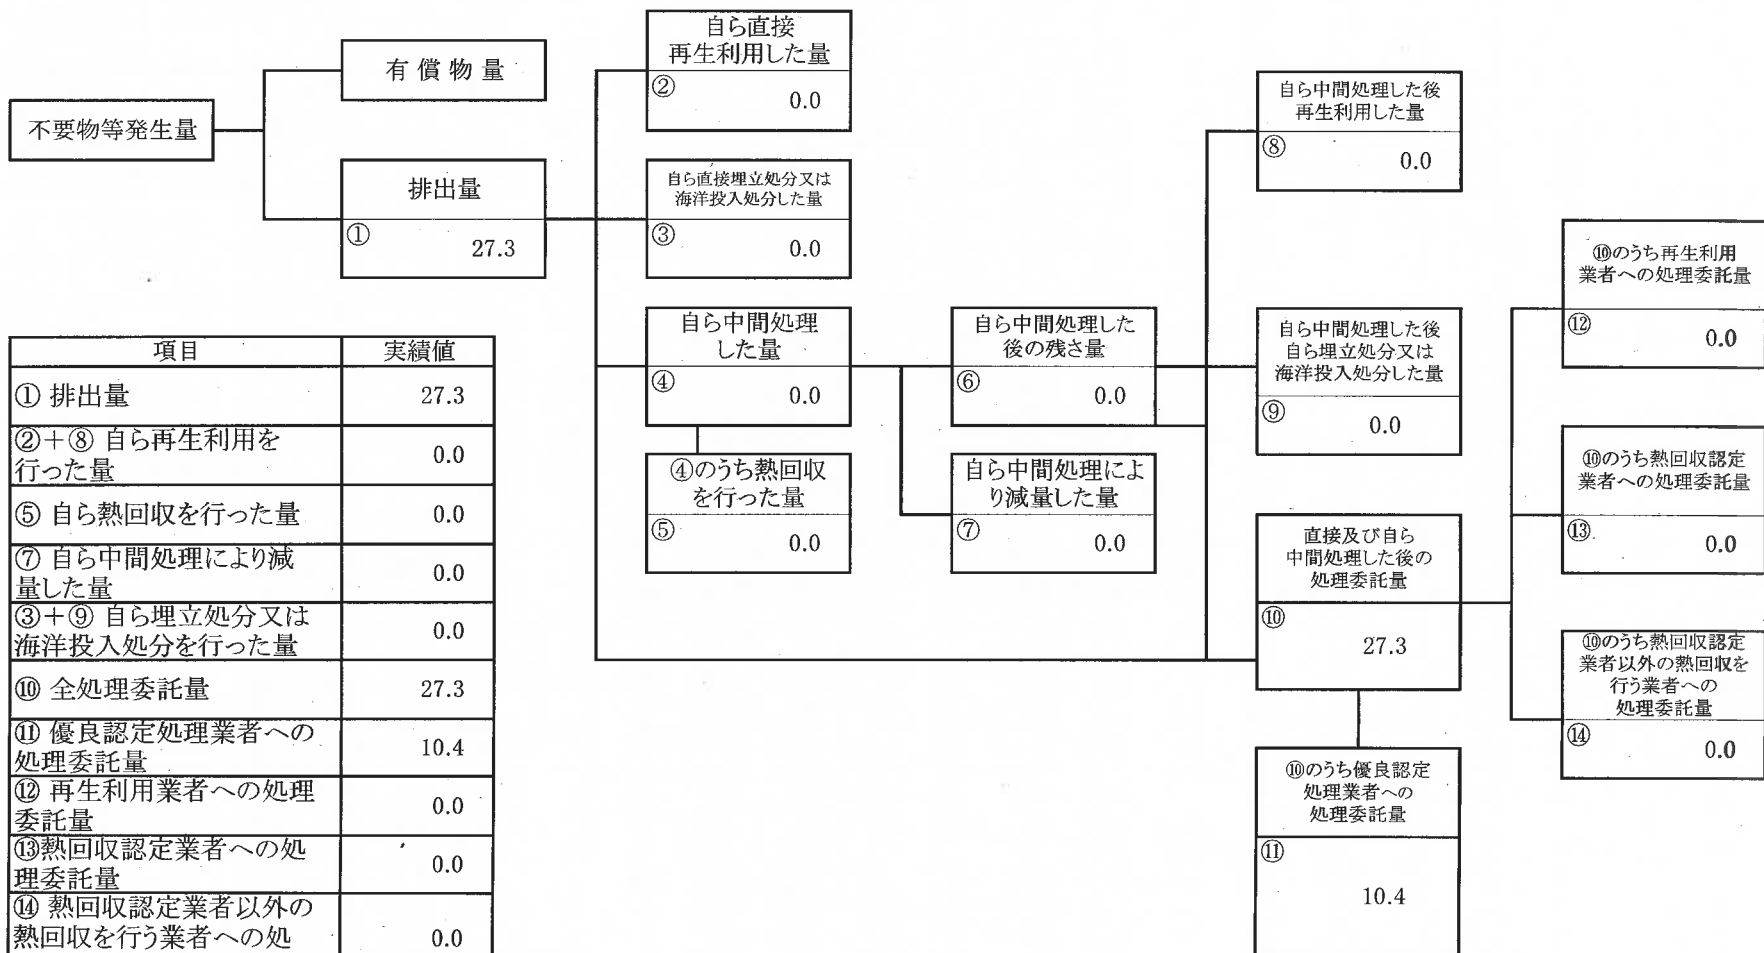 不要物等発生量
有償物量
排出量
①
27.3
自ら直接
再生利用した量
②
0.0
自ら直接埋立処分又は
海洋投入処分した量
③
0.0
自ら中間処理
した量
④
0.0
④のうち熱回収
を行った量
⑤
0.0
自ら中間処理した
後の残さ量
⑥
0.0
自ら中間処理によ
り減量した量
⑦
0.0
自ら中間処理した後
再生利用した量
⑧
0.0
自ら中間処理した後
自ら埋立処分又は
海洋投入処分した量
⑨
0.0
直接及び自ら
中間処理した後の
処理委託量
⑩
27.3
⑩のうち優良認定
処理業者への
処理委託量
⑪
10.4
⑩のうち再生利用
業者への処理委託量
⑫
0.0
⑩のうち熱回収認定
業者への処理委託量
⑬
0.0
⑩のうち熱回収認定
業者以外の熱回収を
行う業者への
処理委託量
⑭
0.0
項目 実績値
① 排出量 27.3
②+⑧ 自ら再生利用を
行った量 0.0
⑤ 自ら熱回収を行った量 0.0
⑦ 自ら中間処理により減
量した量 0.0
③+⑨ 自ら埋立処分又は
海洋投入処分を行った量 0.0
⑩ 全処理委託量 27.3
⑪ 優良認定処理業者への
処理委託量 10.4
⑫ 再生利用業者への処理
委託量 0.0
⑬熱回収認定業者への処
理委託量 0.0
⑭ 熱回収認定業者以外の
熱回収を行う業者への処 0.0